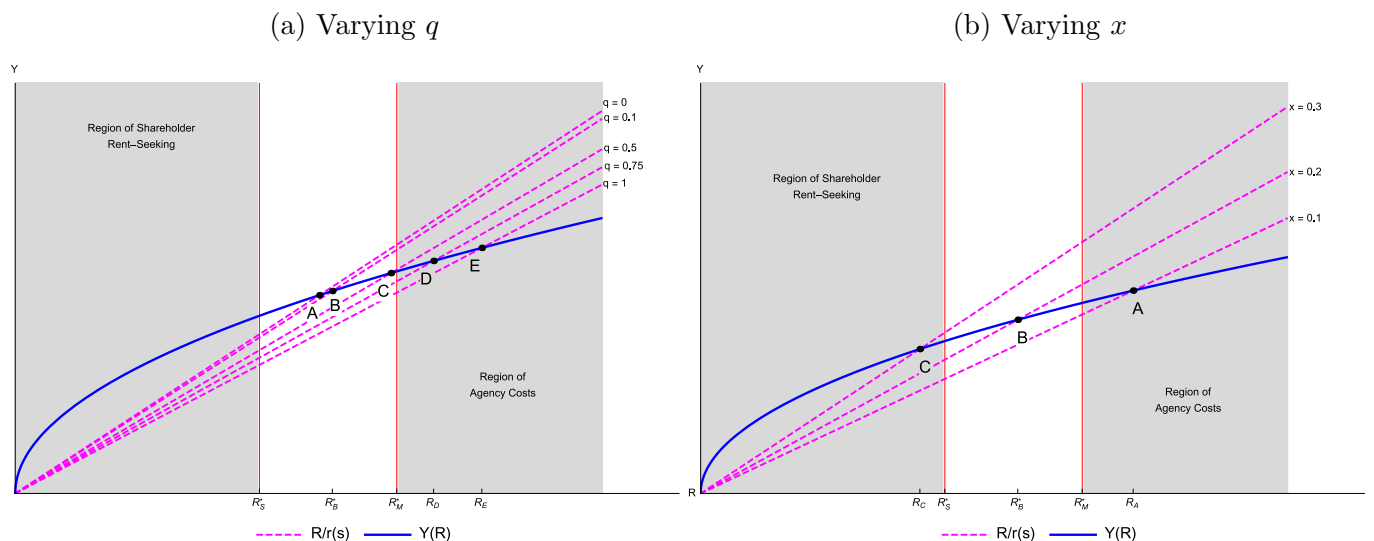 (a) Varying q
Y
Region of Shareholder
Rent–Seeking
q = 0
q = 0.1
q = 0.5
q = 0.75
q = 1
A
B
C
D
E
Region of
Agency Costs
R*S
R*B
R*M
RD
RE
R/r(s)
Y(R)
(b) Varying x
Y
Region of Shareholder
Rent–Seeking
x = 0.3
x = 0.2
x = 0.1
C
B
A
Region of
Agency Costs
R
RC
R*S
R*B
R*M
RA
R/r(s)
Y(R)